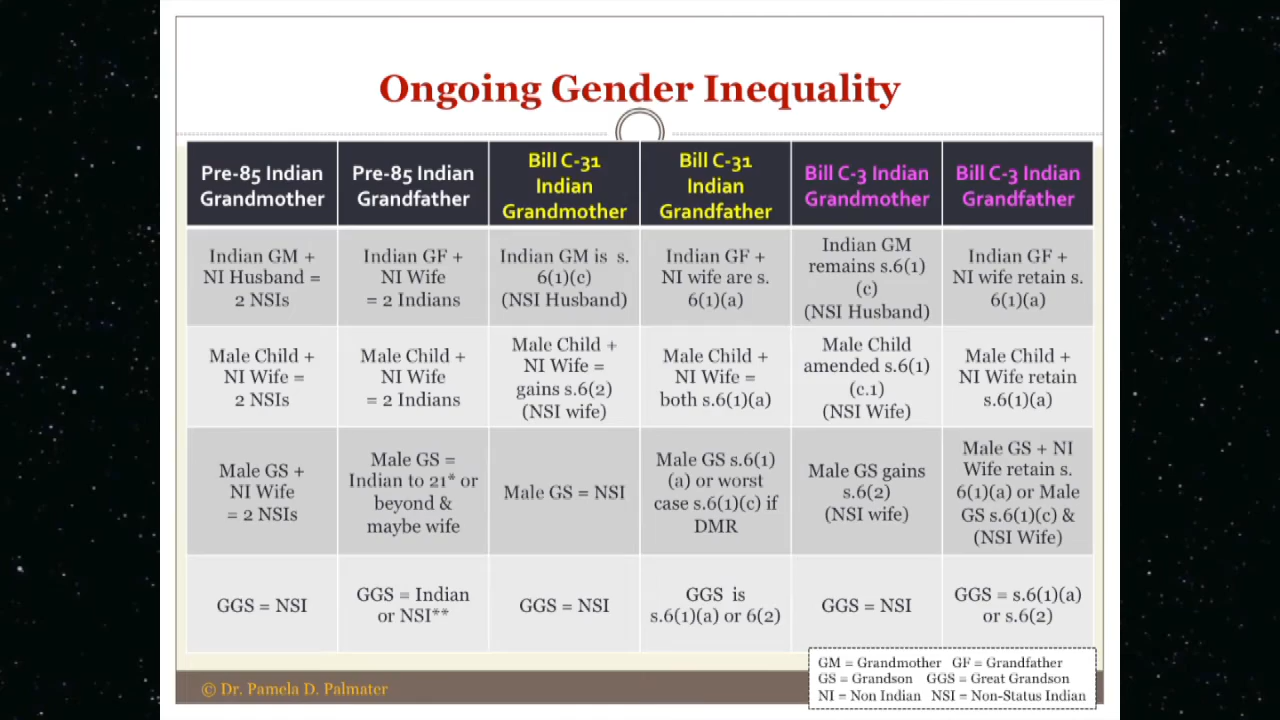 Ongoing Gender Inequality
Pre-85 Indian
Grandmother
Pre-85 Indian
Grandfather
Bill C-31
Indian
Grandmother
Bill C-31
Indian
Grandfather
Bill C-3 Indian
Grandmother
Bill C-3 Indian
Grandfather
Indian GM +
NI Husband =
2 NSIs
Indian GF +
NI Wife
= 2 Indians
Indian GM is s.
6(1)(c)
(NSI Husband)
Indian GF +
NI wife are s.
6(1)(a)
Indian GM
remains s.6(1)
(c)
(NSI Husband)
Indian GF +
NI wife retain s.
6(1)(a)
Male Child +
NI Wife =
2 NSIs
Male Child +
NI Wife
= 2 Indians
Male Child +
NI Wife =
gains s.6(2)
(NSI wife)
Male Child +
NI Wife =
both s.6(1)(a)
Male Child
amended s.6(1)
(c.1)
(NSI Wife)
Male Child +
NI Wife retain
s.6(1)(a)
Male GS +
NI Wife
= 2 NSIs
Male GS =
Indian to 21* or
beyond &
maybe wife
Male GS = NSI
Male GS s.6(1)
(a) or worst
case s.6(1)(c) if
DMR
Male GS gains
s.6(2)
(NSI wife)
Male GS + NI
Wife retain s.
6(1)(a) or Male
GS s.6(1)(c) &
(NSI Wife)
GGS = NSI
GGS = Indian
or NSI**
GGS = NSI
GGS is
s.6(1)(a) or 6(2)
GGS = NSI
GGS = s.6(1)(a)
or s.6(2)
GM = Grandmother GF = Grandfather
GS = Grandson GGS = Great Grandson
NI = Non Indian NSI = Non-Status Indian
© Dr. Pamela D. Palmater